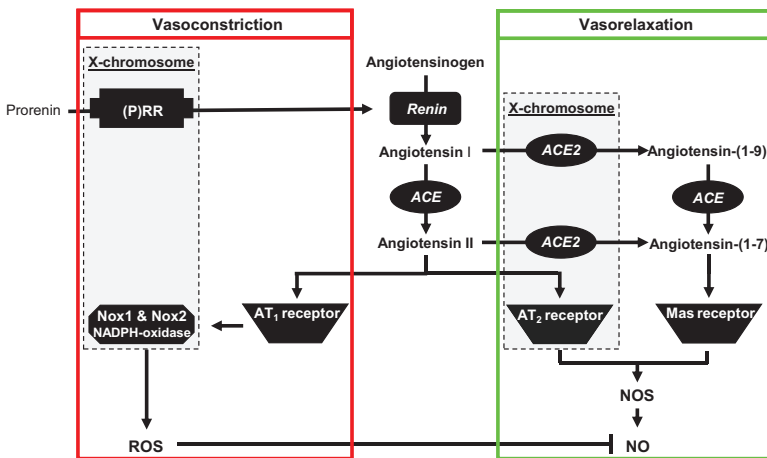 Vasoconstriction
Vasorelaxation
X-chromosome
Angiotensinogen
Prorenin
(P)RR
Renin
X-chromosome
Angiotensin I
ACE2
Angiotensin-(1-9)
ACE
ACE
Angiotensin II
ACE2
Angiotensin-(1-7)
Nox1 & Nox2
NADPH-oxidase
AT₁ receptor
AT₂ receptor
Mas receptor
NOS
ROS
NO